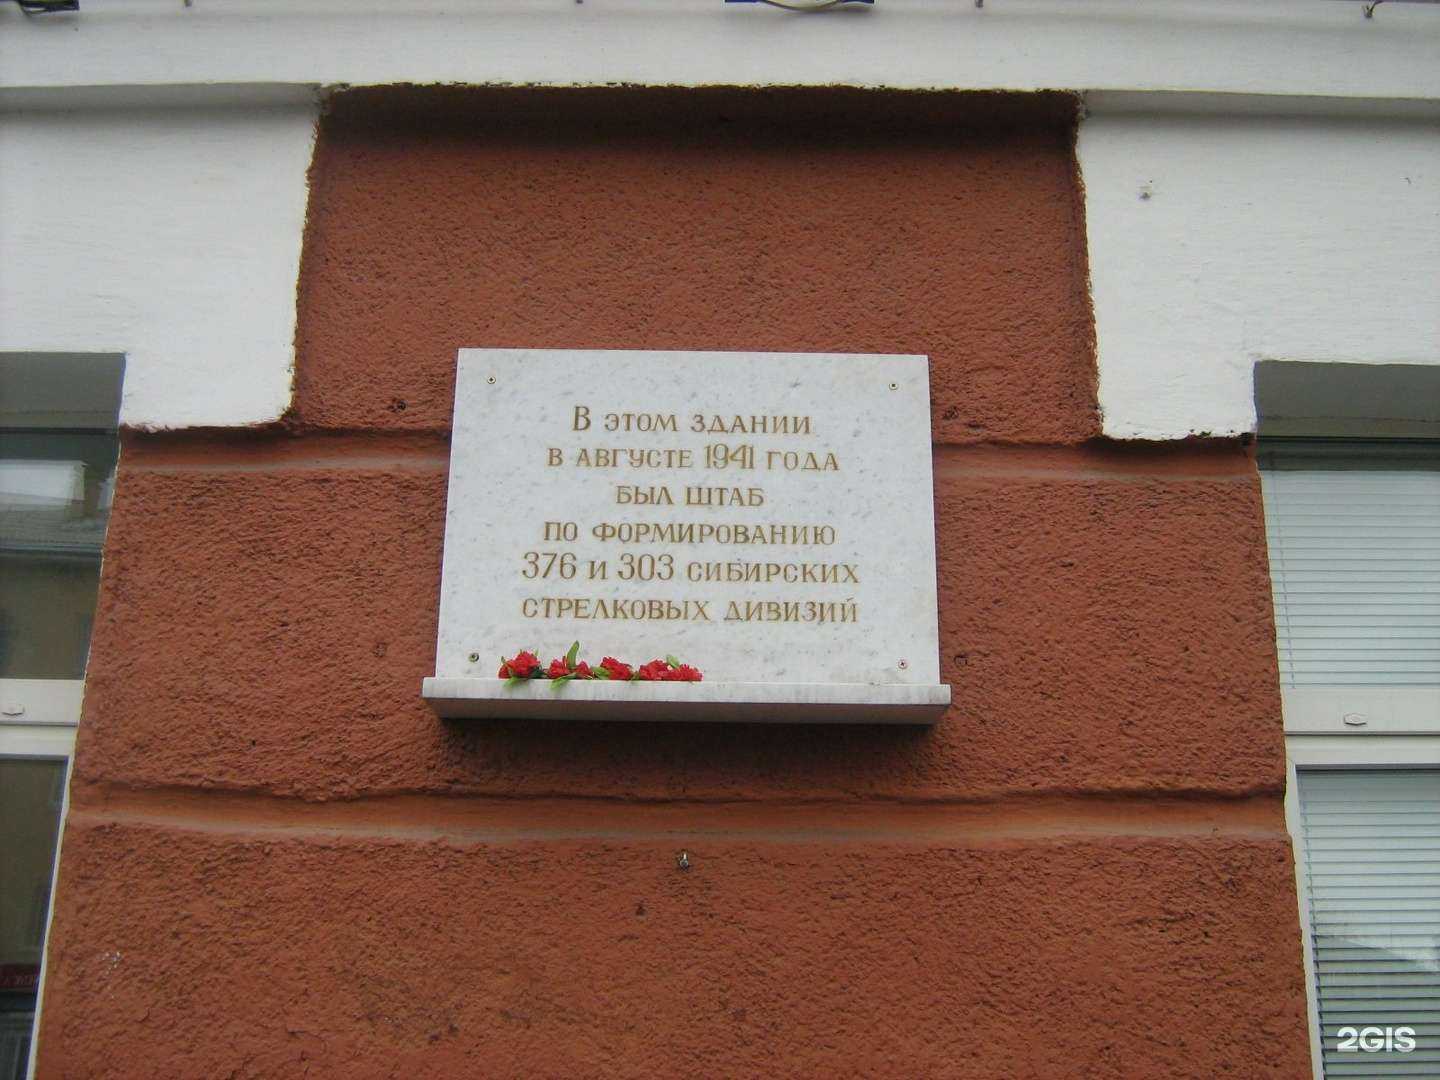 В этом здании
в августе 1941 года
был штаб
по формированию
376 и 303 сибирских
стрелковых дивизий
2GIS